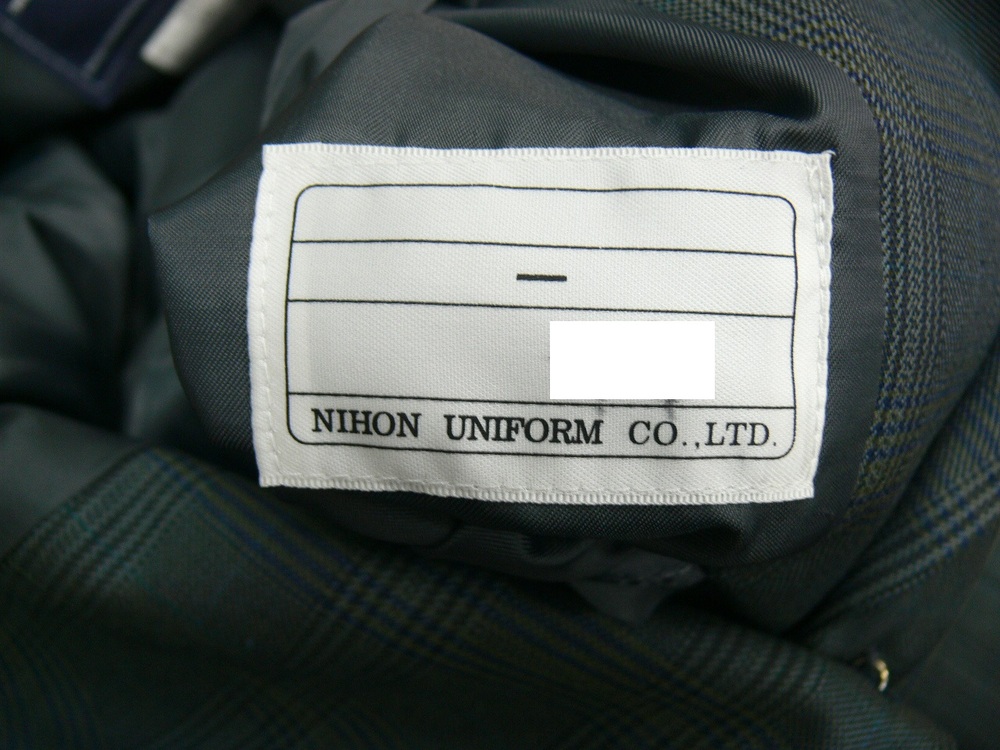 —
NIHON UNIFORM CO.,LTD.